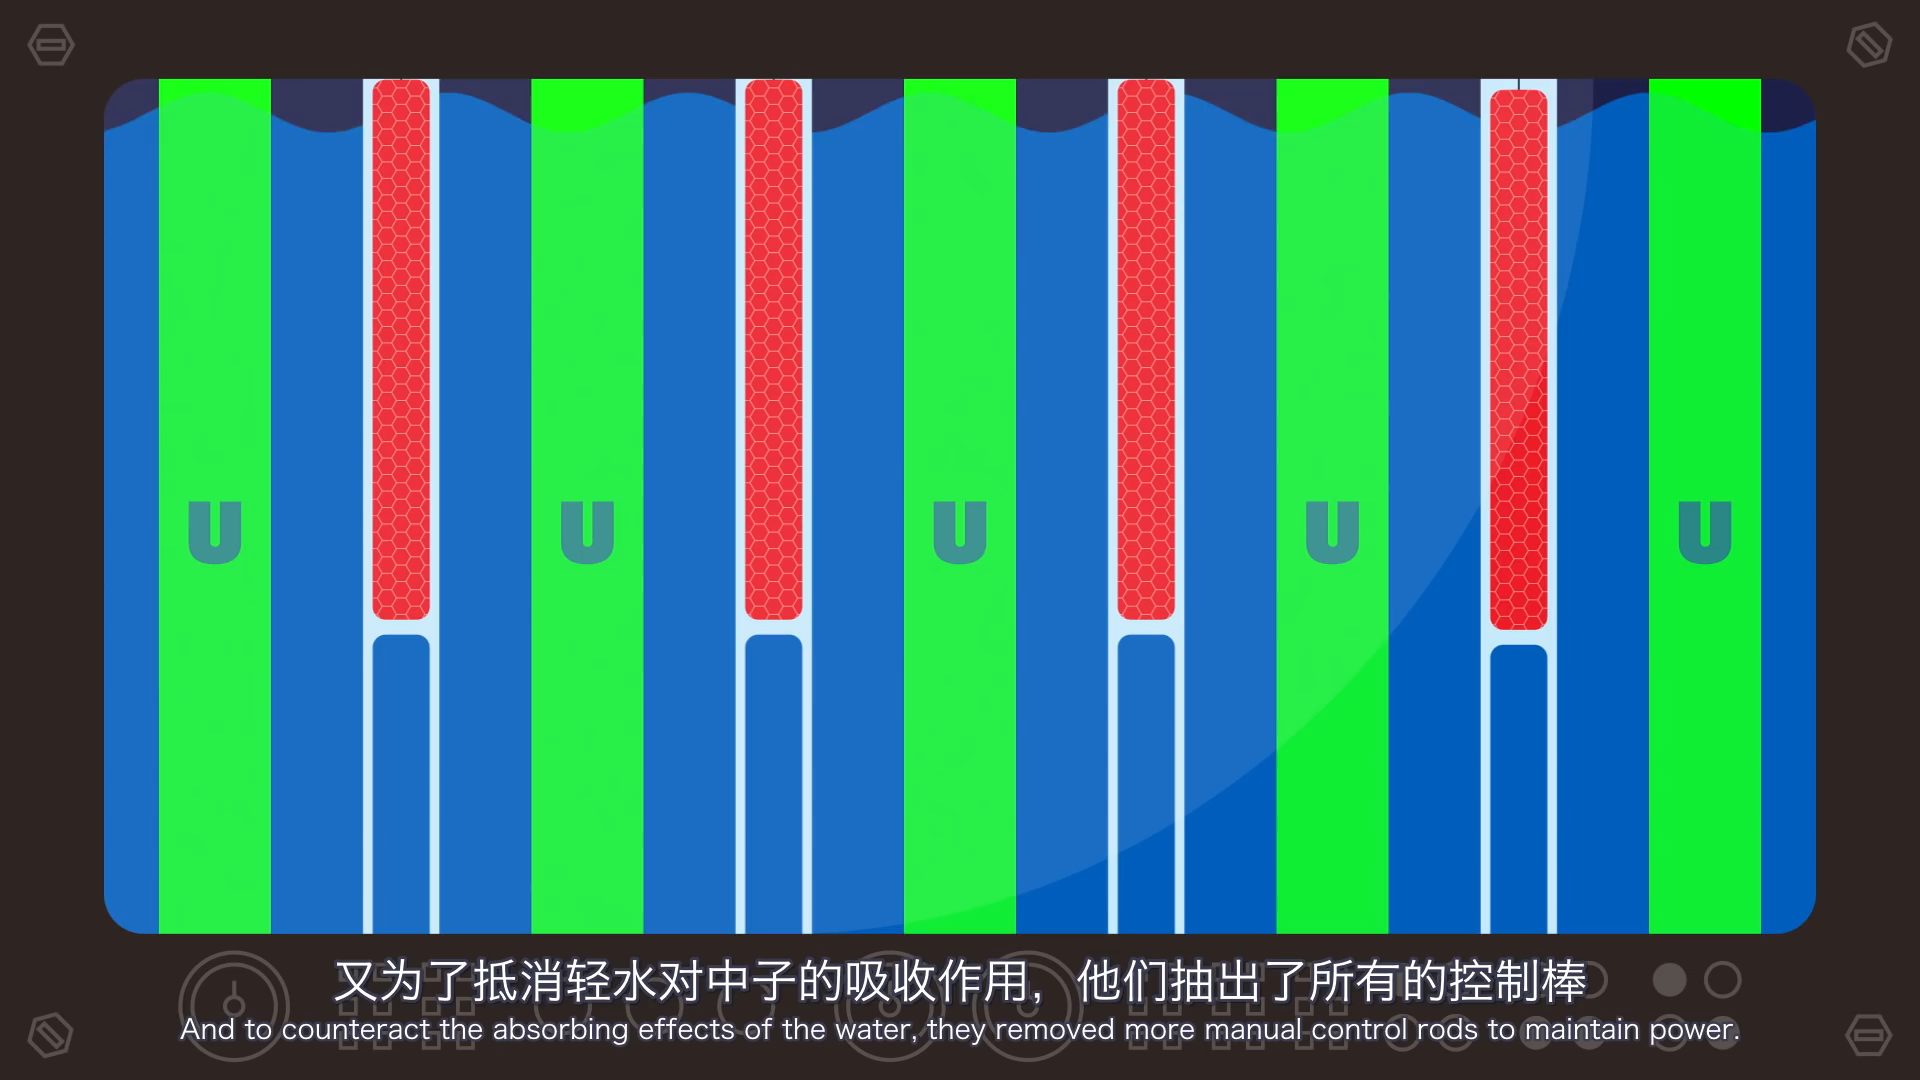 U U U U U
又为了抵消轻水对中子的吸收作用，他们抽出了所有的控制棒
And to counteract the absorbing effects of the water, they removed more manual control rods to maintain power.